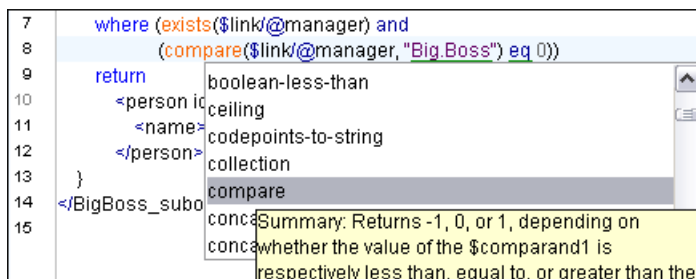 7 where (exists($link/@manager) and
8 (compare($link/@manager, "Big.Boss") eq 0))
9 return
10 <person
11 <name>
12 </person>
13 }
14 </BigBoss_subo
15
boolean-less-than
ceiling
codepoints-to-string
collection
compare
Summary: Returns -1, 0, or 1, depending on
whether the value of the $comparand1 is
respectively less than, equal to, or greater than the